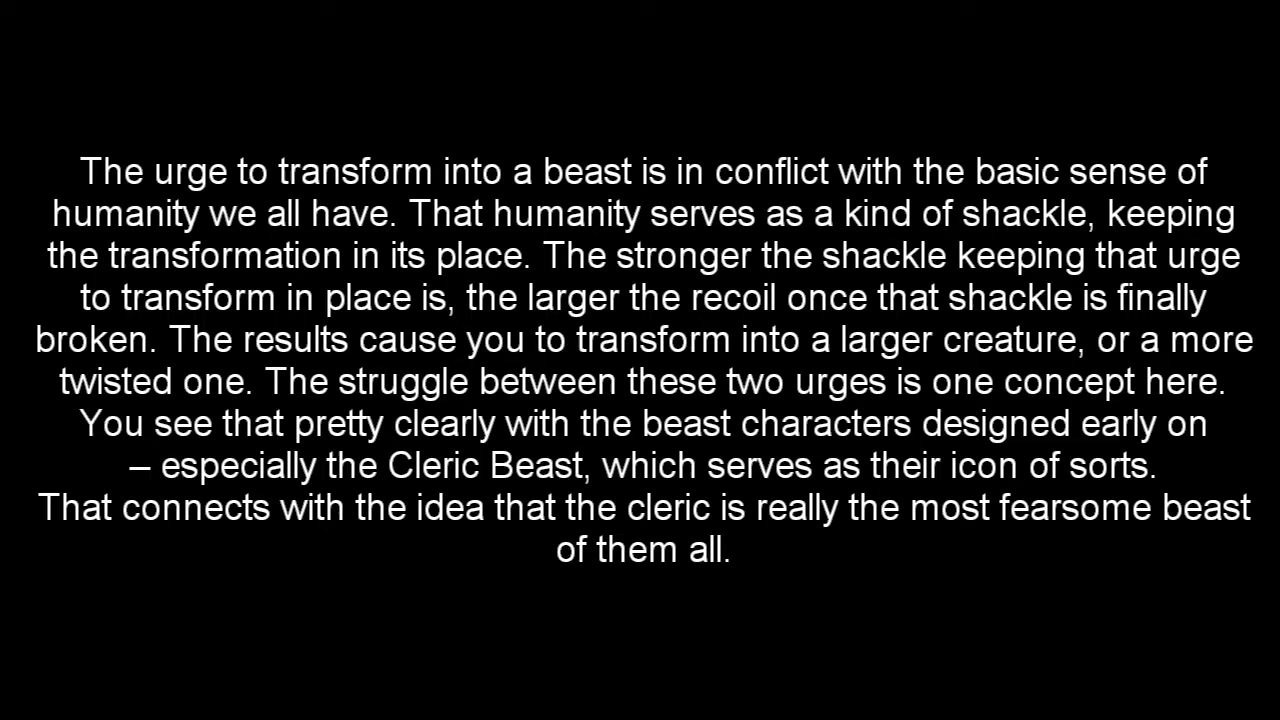 The urge to transform into a beast is in conflict with the basic sense of
humanity we all have. That humanity serves as a kind of shackle, keeping
the transformation in its place. The stronger the shackle keeping that urge
to transform in place is, the larger the recoil once that shackle is finally
broken. The results cause you to transform into a larger creature, or a more
twisted one. The struggle between these two urges is one concept here.
You see that pretty clearly with the beast characters designed early on
– especially the Cleric Beast, which serves as their icon of sorts.
That connects with the idea that the cleric is really the most fearsome beast
of them all.